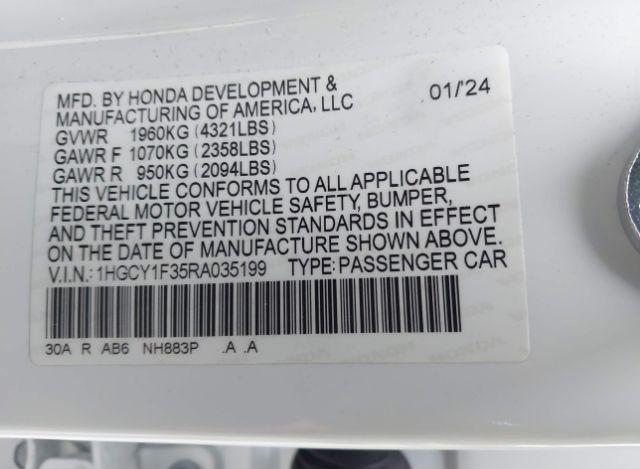 MFD. BY HONDA DEVELOPMENT & 01/'24
MANUFACTURING OF AMERICA, LLC
GVWR 1960KG (4321LBS)
GAWR F 1070KG (2358LBS)
GAWR R 950KG (2094LBS)
THIS VEHICLE CONFORMS TO ALL APPLICABLE
FEDERAL MOTOR VEHICLE SAFETY, BUMPER,
AND THEFT PREVENTION STANDARDS IN EFFECT
ON THE DATE OF MANUFACTURE SHOWN ABOVE.
V.I.N.: 1HGCY1F35RA035199 TYPE: PASSENGER CAR
30A R AB6 NH883P .A .A